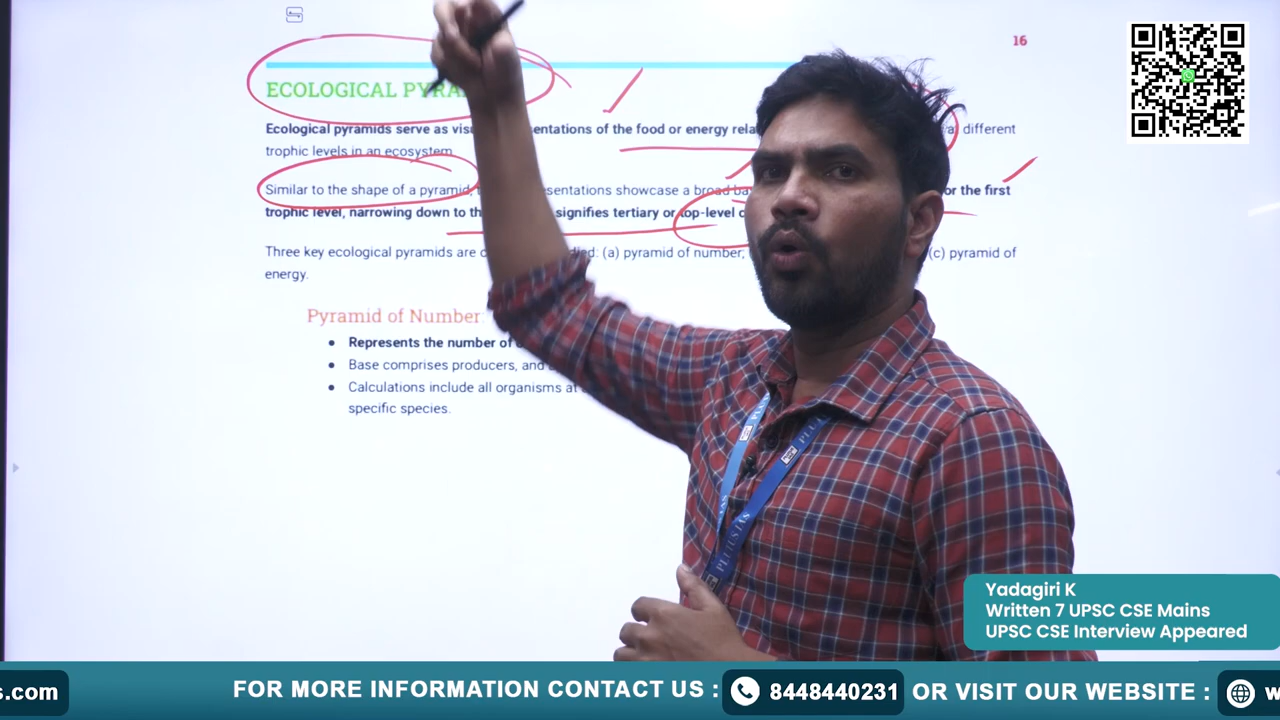 16
ECOLOGICAL PYRA
Ecological pyramids serve as entations of the food or energy different
trophic levels in an ecosystem
Similar to the shape of a pyramid, sentations showcase a broad or the first
trophic level, narrowing down to signifies tertiary or top-level
Three key ecological pyramids are (a) pyramid of number; (c) pyramid of
energy.
Pyramid of Number:
Represents the number of
Base comprises producers, and
Calculations include all organisms at
specific species.
PLUTUS IAS
Yadagiri K
Written 7 UPSC CSE Mains
UPSC CSE Interview Appeared
s.com FOR MORE INFORMATION CONTACT US : 8448440231 OR VISIT OUR WEBSITE : w